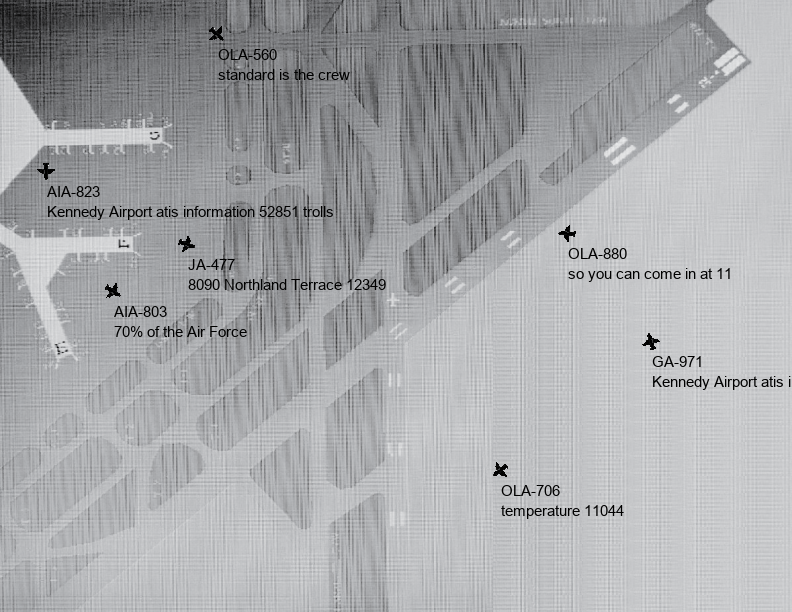 OLA-560
standard is the crew
AIA-823
Kennedy Airport atis information 52851 trolls
JA-477
8090 Northland Terrace 12349
AIA-803
70% of the Air Force
OLA-880
so you can come in at 11
GA-971
Kennedy Airport atis i
OLA-706
temperature 11044